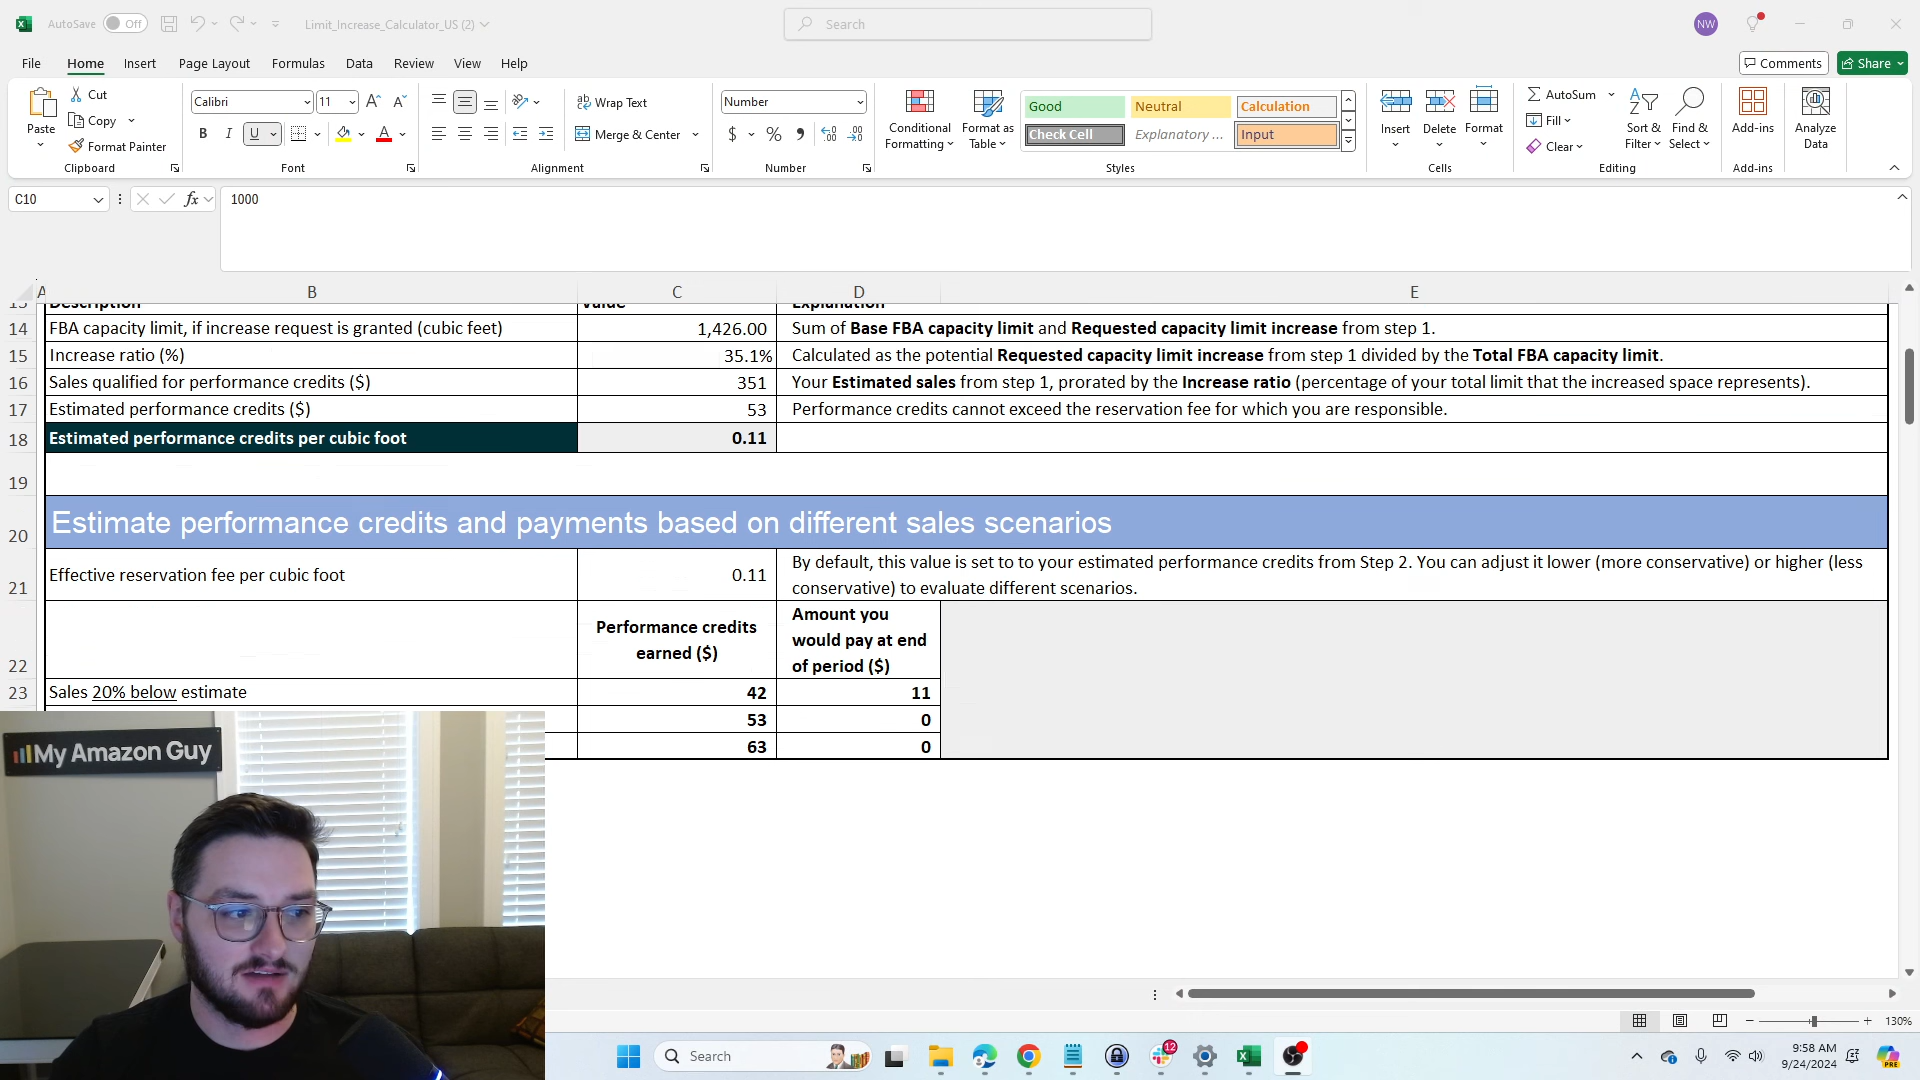 AutoSave Off Limit_Increase_Calculator_US (2) Search NW
File Home Insert Page Layout Formulas Data Review View Help Comments Share
Paste Cut Copy Format Painter Clipboard
Calibri 11 B I U A Font
Wrap Text Merge & Center Alignment
Number $ % Number
Conditional Formatting Format as Table Good Neutral Calculation Check Cell Explanatory ... Input Styles
Insert Delete Format Cells
AutoSum Fill Clear Sort & Filter Find & Select Editing
Add-ins Add-ins Analyze Data
C10 fx 1000
A B C D E
13 Description Value Explanation
14 FBA capacity limit, if increase request is granted (cubic feet) 1,426.00 Sum of Base FBA capacity limit and Requested capacity limit increase from step 1.
15 Increase ratio (%) 35.1% Calculated as the potential Requested capacity limit increase from step 1 divided by the Total FBA capacity limit.
16 Sales qualified for performance credits ($) 351 Your Estimated sales from step 1, prorated by the Increase ratio (percentage of your total limit that the increased space represents).
17 Estimated performance credits ($) 53 Performance credits cannot exceed the reservation fee for which you are responsible.
18 Estimated performance credits per cubic foot 0.11
19
20 Estimate performance credits and payments based on different sales scenarios
21 Effective reservation fee per cubic foot 0.11 By default, this value is set to to your estimated performance credits from Step 2. You can adjust it lower (more conservative) or higher (less
conservative) to evaluate different scenarios.
22 Performance credits earned ($) Amount you would pay at end of period ($)
23 Sales 20% below estimate 42 11
53 0
63 0
My Amazon Guy
130%
Search 12 9:58 AM
9/24/2024 PRE